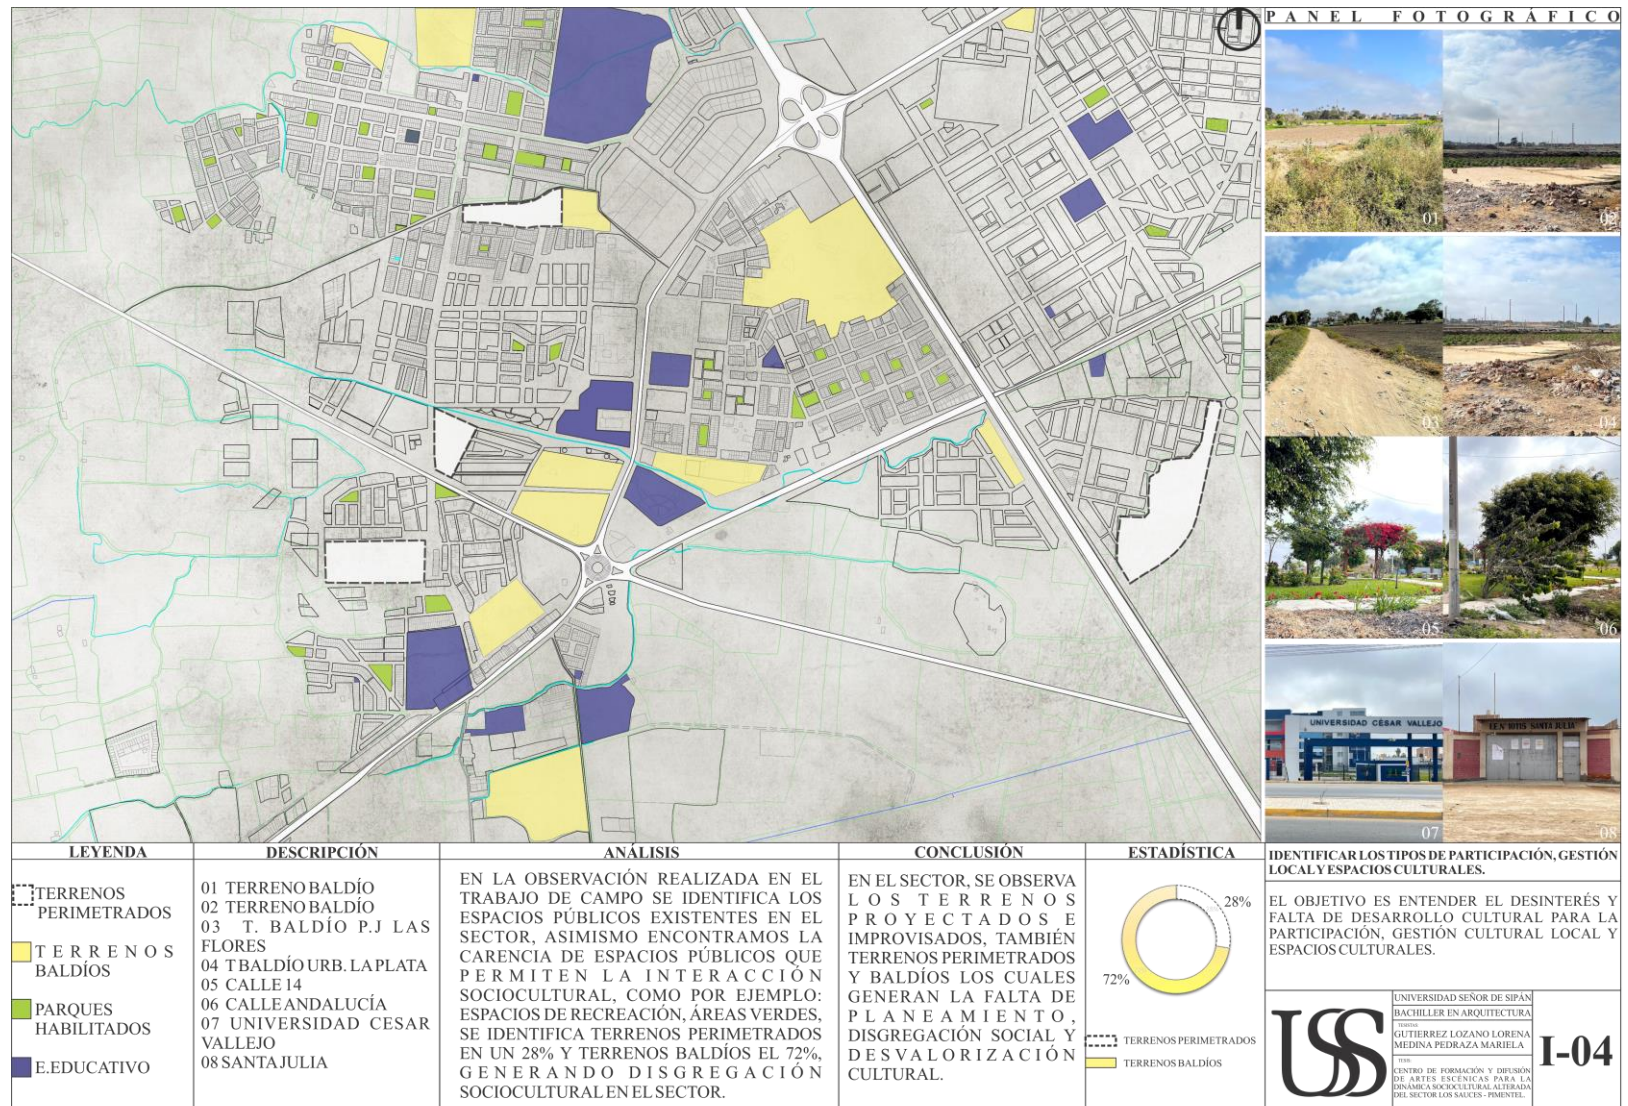 PANEL FOTOGRÁFICO
01
02
03
04
05
06
UNIVERSIDAD CESAR VALLEJO
07
I.E.Nº 10115 SANTA JULIA
08
LEYENDA
TERRENOS
PERIMETRADOS
TERRENOS
BALDÍOS
PARQUES
HABILITADOS
E.EDUCATIVO
DESCRIPCIÓN
01 TERRENO BALDÍO
02 TERRENO BALDÍO
03 T. BALDÍO P.J LAS
FLORES
04 T BALDÍO URB. LA PLATA
05 CALLE 14
06 CALLE ANDALUCÍA
07 UNIVERSIDAD CESAR
VALLEJO
08 SANTA JULIA
ANÁLISIS
EN LA OBSERVACIÓN REALIZADA EN EL
TRABAJO DE CAMPO SE IDENTIFICA LOS
ESPACIOS PÚBLICOS EXISTENTES EN EL
SECTOR, ASIMISMO ENCONTRAMOS LA
CARENCIA DE ESPACIOS PÚBLICOS QUE
PERMITEN LA INTERACCIÓN
SOCIOCULTURAL, COMO POR EJEMPLO:
ESPACIOS DE RECREACIÓN, ÁREAS VERDES,
SE IDENTIFICA TERRENOS PERIMETRADOS
EN UN 28% Y TERRENOS BALDÍOS EL 72%,
GENERANDO DISGREGACIÓN
SOCIOCULTURAL EN EL SECTOR.
CONCLUSIÓN
EN EL SECTOR, SE OBSERVA
LOS TERRENOS
PROYECTADOS E
IMPROVISADOS, TAMBIÉN
TERRENOS PERIMETRADOS
Y BALDÍOS LOS CUALES
GENERAN LA FALTA DE
PLANEAMIENTO,
DISGREGACIÓN SOCIAL Y
DESVALORIZACIÓN
CULTURAL.
ESTADÍSTICA
28%
72%
TERRENOS PERIMETRADOS
TERRENOS BALDÍOS
IDENTIFICAR LOS TIPOS DE PARTICIPACIÓN, GESTIÓN
LOCAL Y ESPACIOS CULTURALES.
EL OBJETIVO ES ENTENDER EL DESINTERÉS Y
FALTA DE DESARROLLO CULTURAL PARA LA
PARTICIPACIÓN, GESTIÓN CULTURAL LOCAL Y
ESPACIOS CULTURALES.
USS
UNIVERSIDAD SEÑOR DE SIPÁN
BACHILLER EN ARQUITECTURA
TESISTAS
GUTIERREZ LOZANO LORENA
MEDINA PEDRAZA MARIELA
TESIS:
CENTRO DE FORMACIÓN Y DIFUSIÓN
DE ARTES ESCÉNICAS PARA LA
DINÁMICA SOCIOCULTURAL ALTERADA
DEL SECTOR LOS SAUCES - PIMENTEL.
I-04